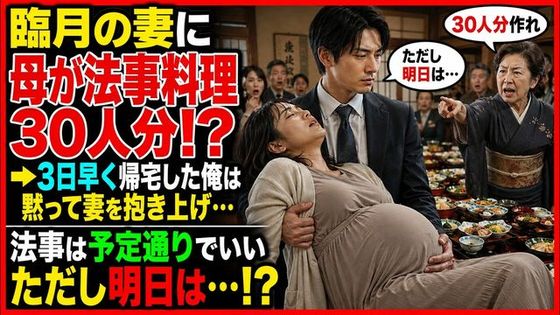 臨月の妻に
母が法事料理
30人分!?
➡3日早く帰宅した俺は
黙って妻を抱き上げ…
法事は予定通りでいい
ただし明日は…!?
ただし
明日は…
30人分作れ